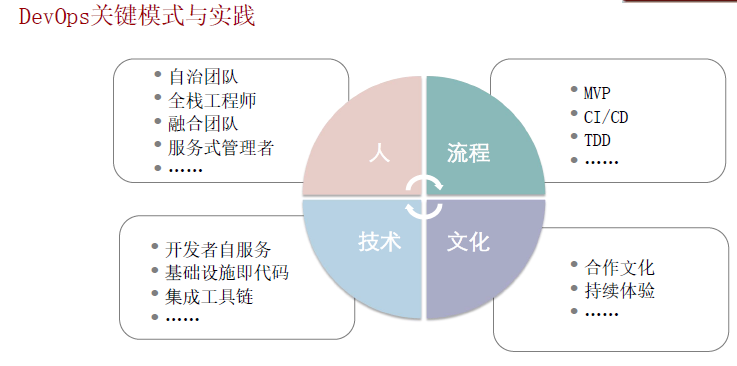 DevOps关键模式与实践
• 自治团队
• 全栈工程师
• 融合团队
• 服务式管理者
• ……
• MVP
• CI/CD
• TDD
• ……
人
流程
技术
文化
• 开发者自服务
• 基础设施即代码
• 集成工具链
• ……
• 合作文化
• 持续体验
• ……